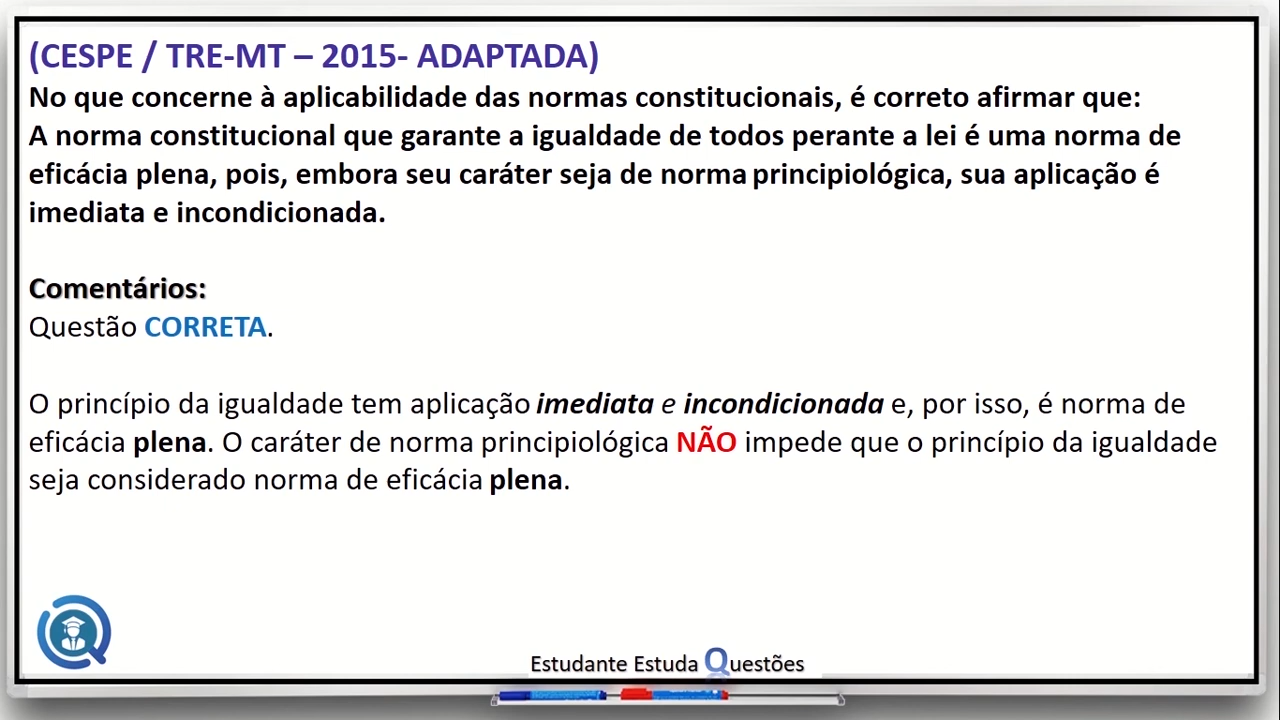 (CESPE / TRE-MT – 2015- ADAPTADA)
No que concerne à aplicabilidade das normas constitucionais, é correto afirmar que:
A norma constitucional que garante a igualdade de todos perante a lei é uma norma de
eficácia plena, pois, embora seu caráter seja de norma principiológica, sua aplicação é
imediata e incondicionada.
Comentários:
Questão CORRETA.
O princípio da igualdade tem aplicação imediata e incondicionada e, por isso, é norma de
eficácia plena. O caráter de norma principiológica NÃO impede que o princípio da igualdade
seja considerado norma de eficácia plena.
Estudante Estuda Questões